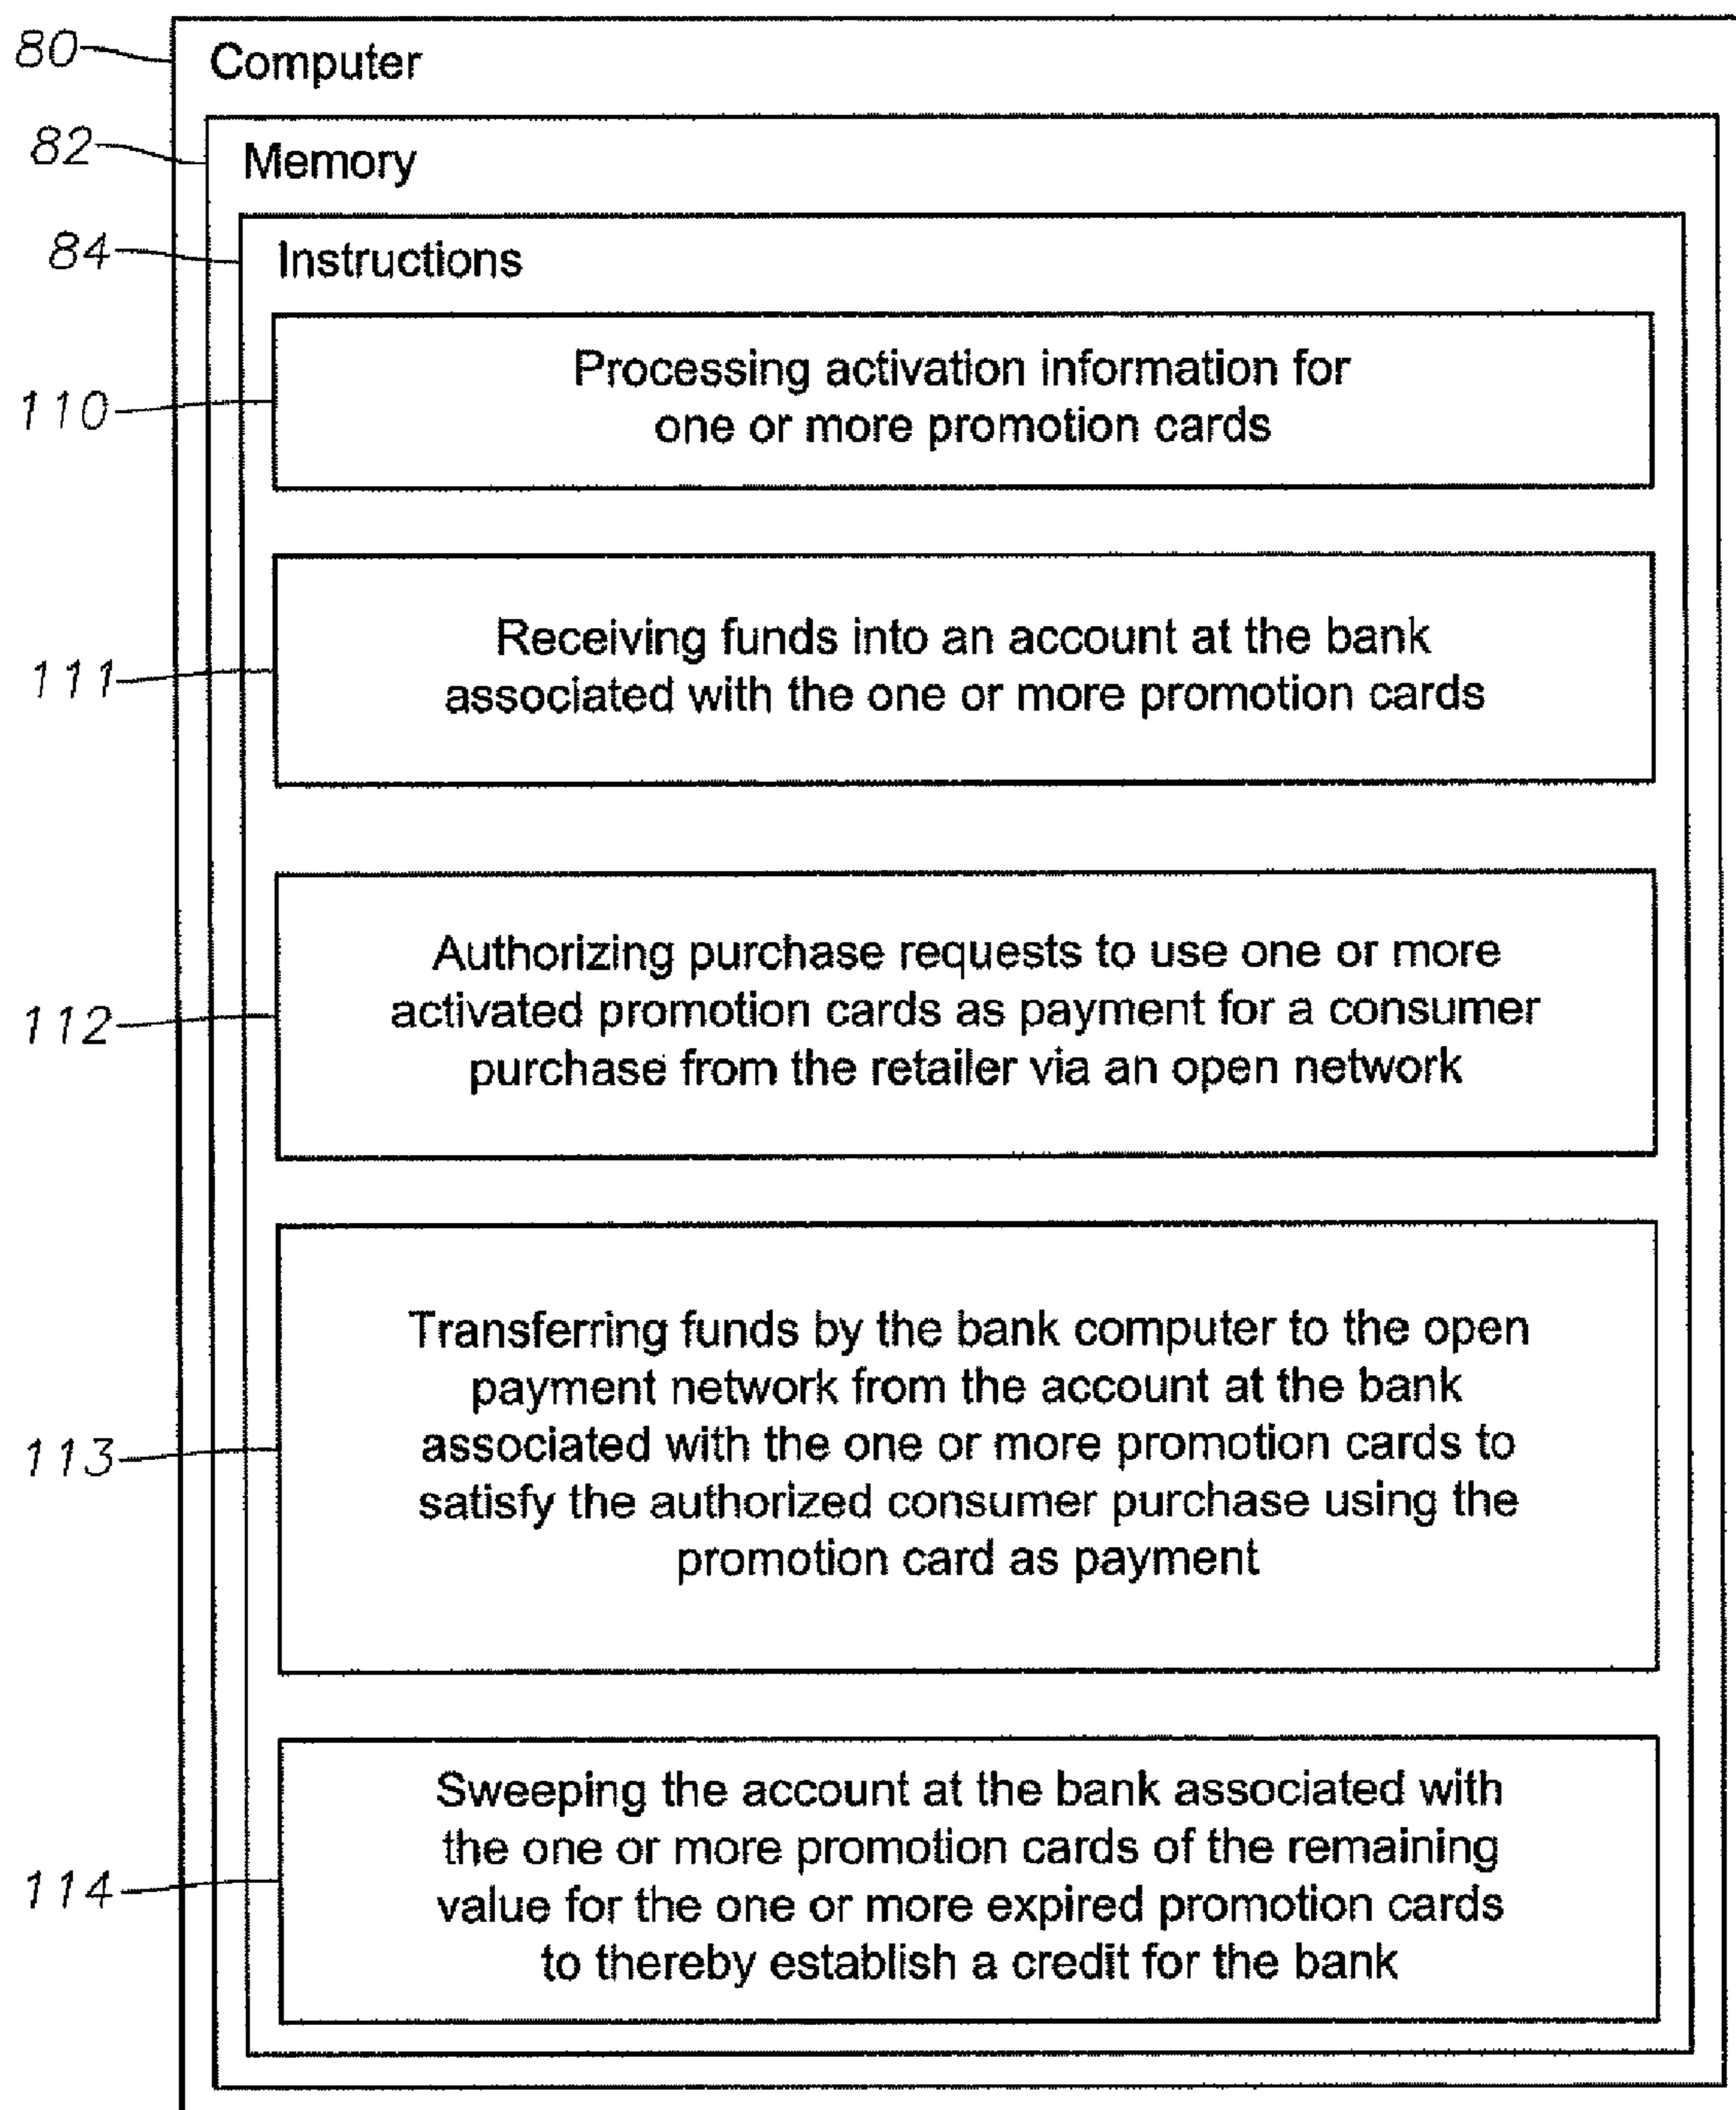 80
Computer
82
Memory
84
Instructions
110
Processing activation information for
one or more promotion cards
111
Receiving funds into an account at the bank
associated with the one or more promotion cards
112
Authorizing purchase requests to use one or more
activated promotion cards as payment for a consumer
purchase from the retailer via an open network
113
Transferring funds by the bank computer to the open
payment network from the account at the bank
associated with the one or more promotion cards to
satisfy the authorized consumer purchase using the
promotion card as payment
114
Sweeping the account at the bank associated with
the one or more promotion cards of the remaining
value for the one or more expired promotion cards
to thereby establish a credit for the bank